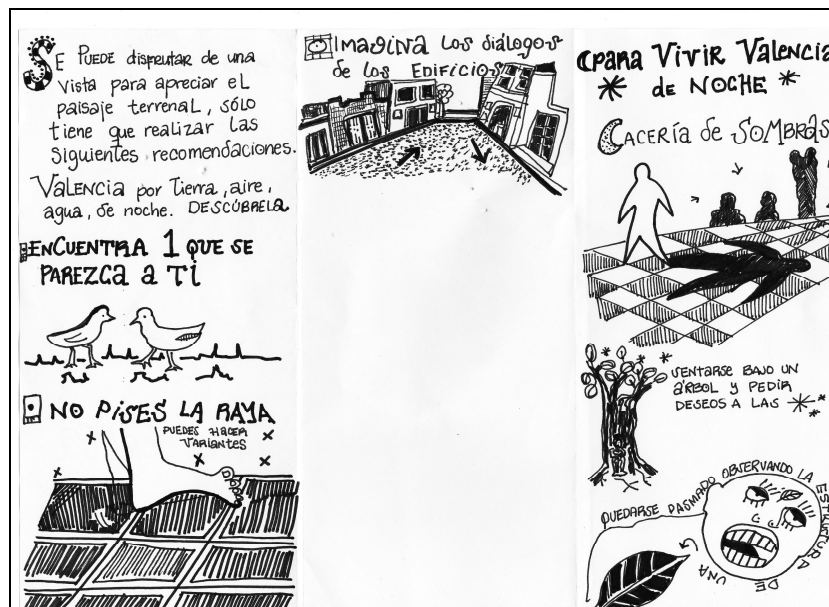 SE PUEDE disfrutar de una
vista para apreciar el
paisaje terrenal, sólo
tiene que realizar las
siguientes recomendaciones.
Valencia por tierra, aire,
agua, de noche. DESCÚBRELA
ENCUENTRA 1 QUE SE
PAREZCA a TI
NO PISES LA RAYA
PUEDES HACER
VARIANTES
Imagina Los diálogos
de los EDIFICIOS
PARA Vivir Valencia
de NOCHE
CACERÍA de SOMBRAS
SENTARSE BAJO UN
ÁRBOL Y PEDIR
DESEOS A LAS
QUEDARSE PASMADO OBSERVANDO LA ESTRUCTURA DE UNA